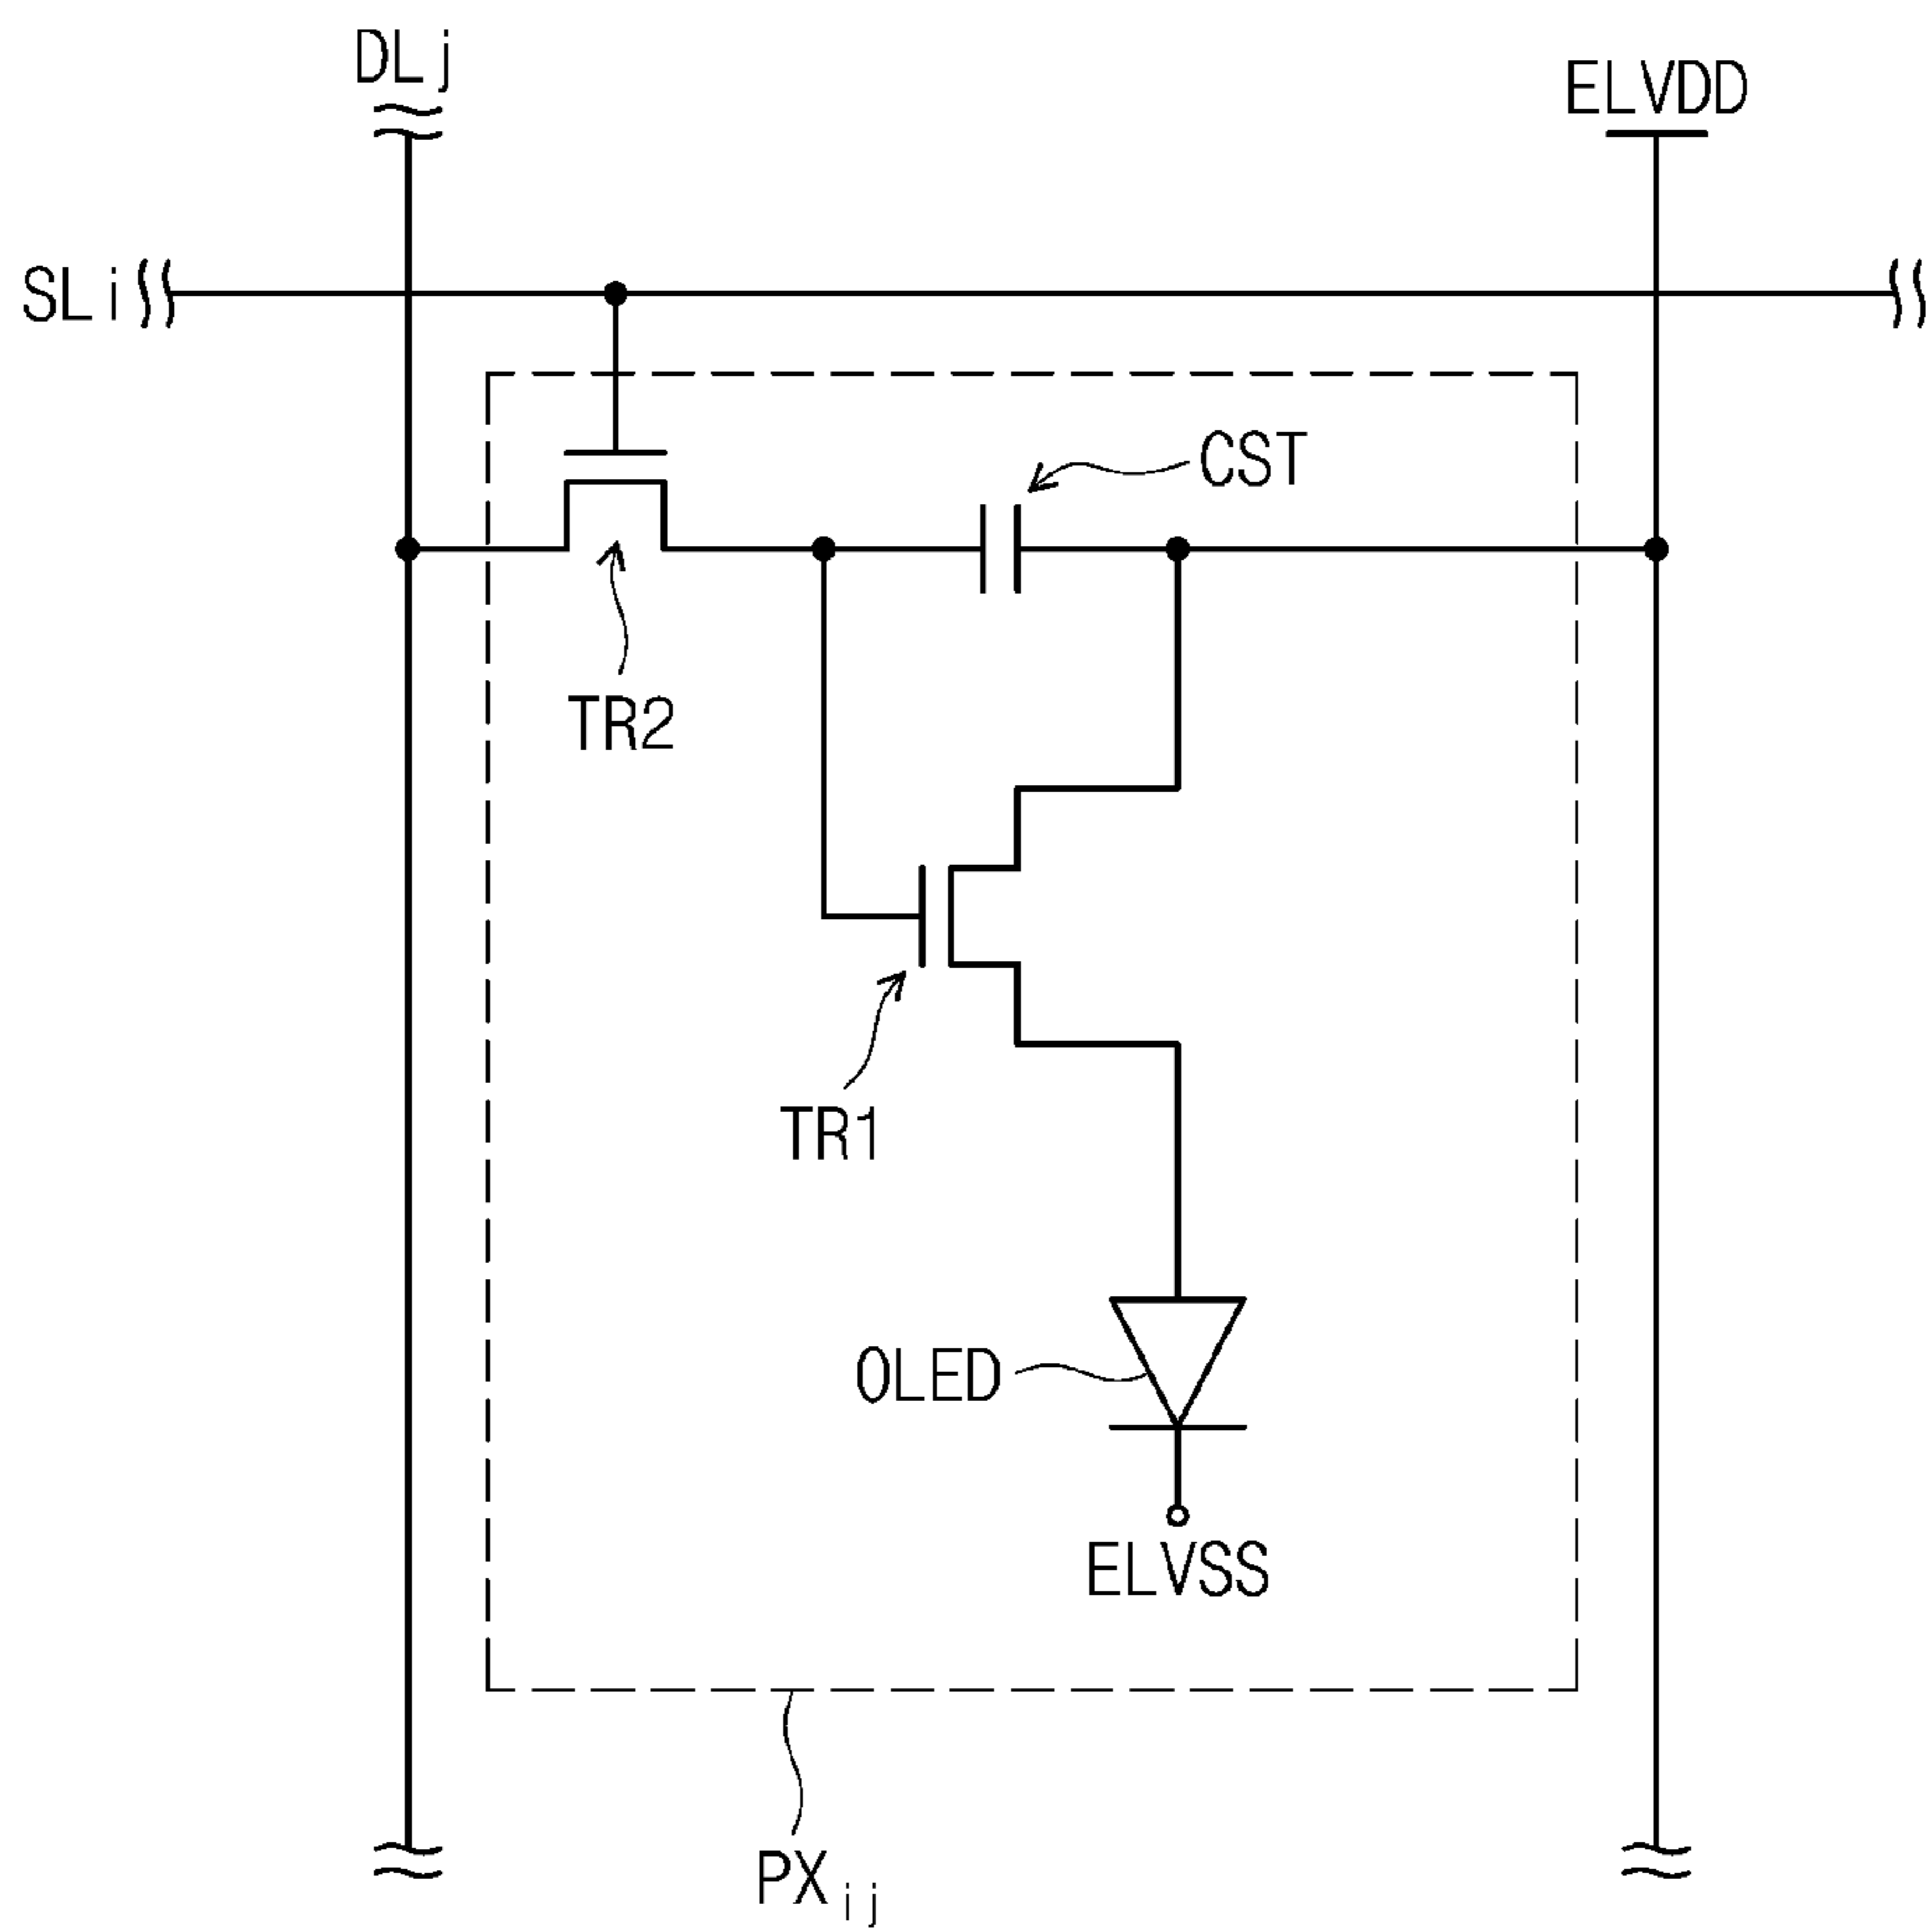 DLj
ELVDD
SLi
CST
TR2
TR1
OLED
ELVSS
PXij